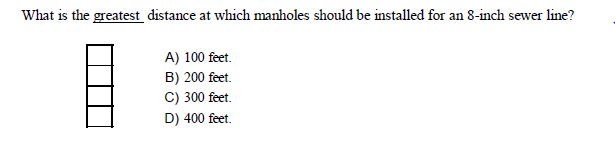 What is the greatest distance at which manholes should be installed for an 8-inch sewer line?
A) 100 feet.
B) 200 feet.
C) 300 feet.
D) 400 feet.